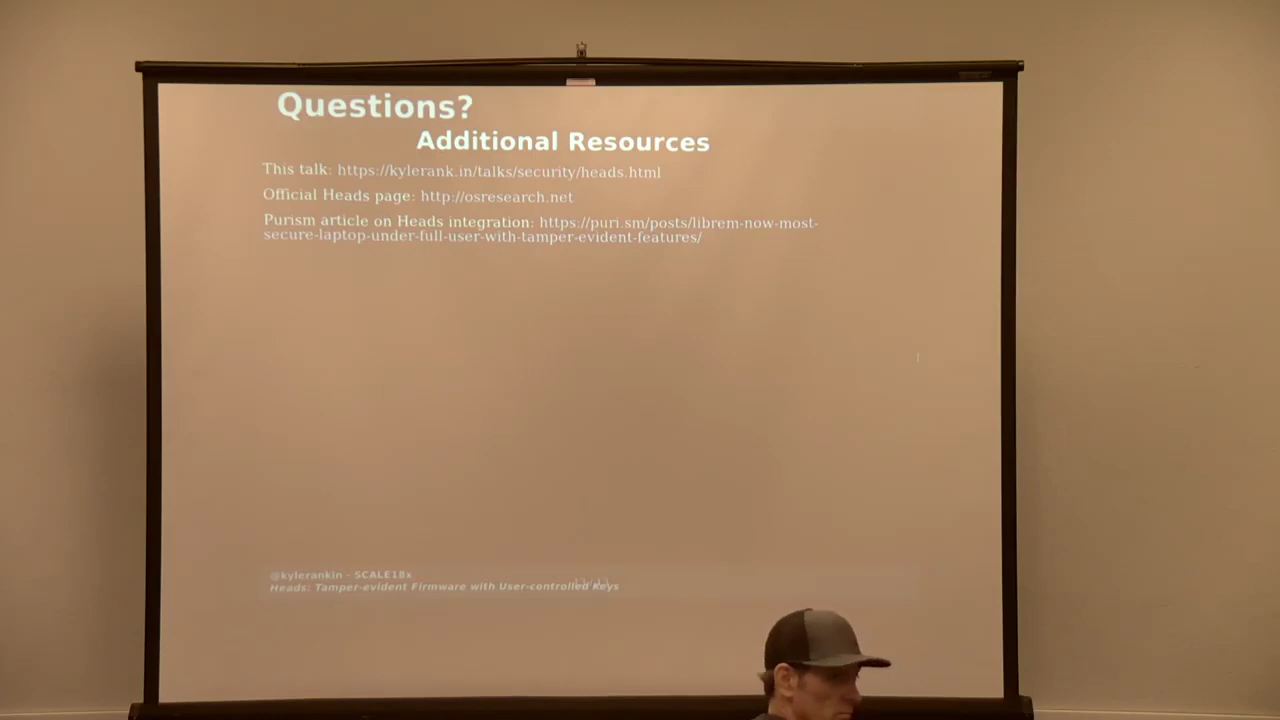 Questions?
Additional Resources
This talk: https://kylerank.in/talks/security/heads.html
Official Heads page: http://osresearch.net
Purism article on Heads integration: https://puri.sm/posts/librem-now-most-
secure-laptop-under-full-user-with-tamper-evident-features/
@kylerankin - SCALE18x
Heads: Tamper-evident Firmware with User-controlled Keys